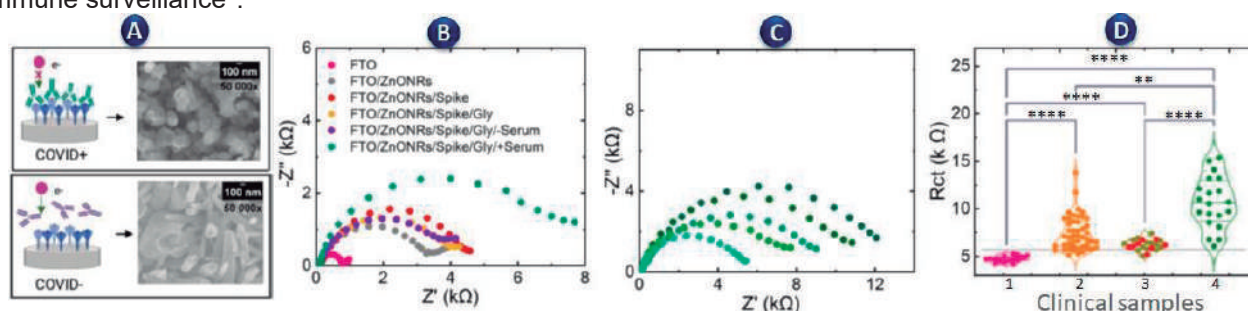 mmune surveillance".
A
B
C
D
e-
100 nm
50 000x
COVID+
e-
100 nm
50 000x
COVID-
-Z" (kΩ)
6
4
2
0
FTO
FTO/ZnONRs
FTO/ZnONRs/Spike
FTO/ZnONRs/Spike/Gly
FTO/ZnONRs/Spike/Gly/-Serum
FTO/ZnONRs/Spike/Gly/+Serum
0 2 4 6 8
Z' (kΩ)
-Z" (kΩ)
8
4
0
0 4 8 12
Z' (kΩ)
Rct (k Ω)
25
20
15
10
5
****
**
****
****
****
1 2 3 4
Clinical samples